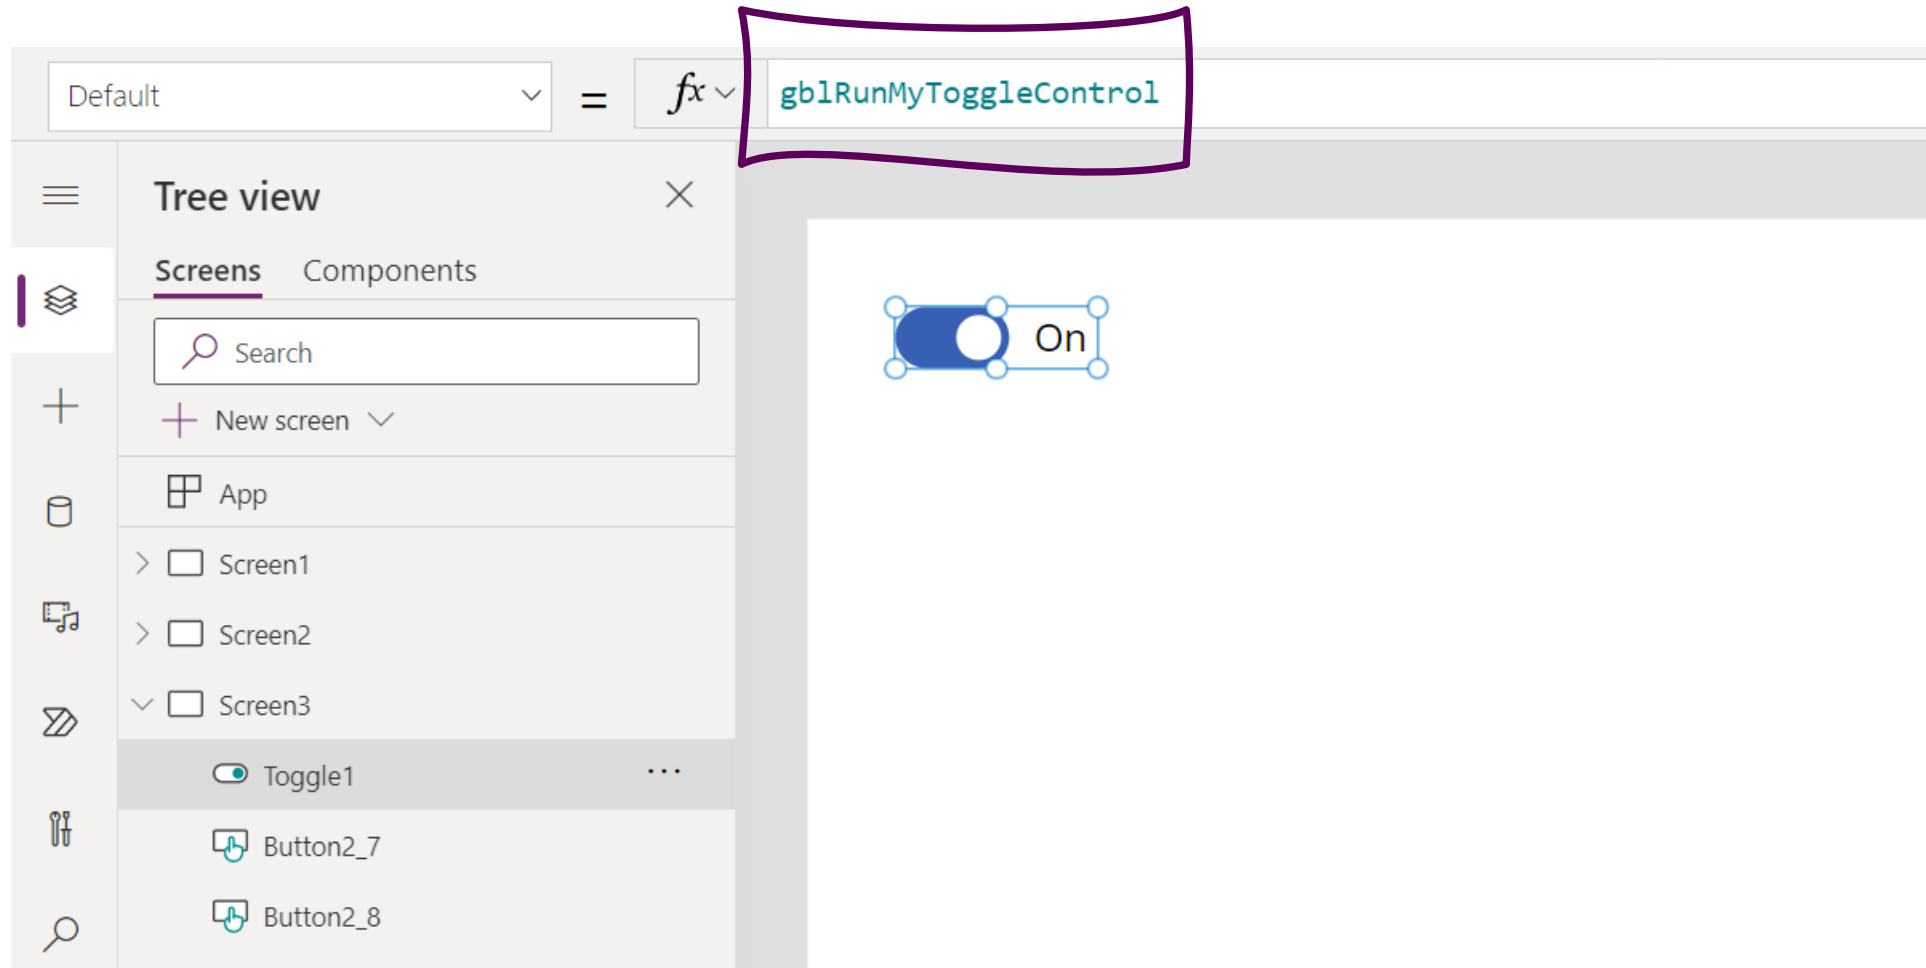 Default
=
fx
gblRunMyToggleControl
Tree view
Screens
Components
Search
New screen
App
Screen1
Screen2
Screen3
Toggle1
...
Button2_7
Button2_8
On